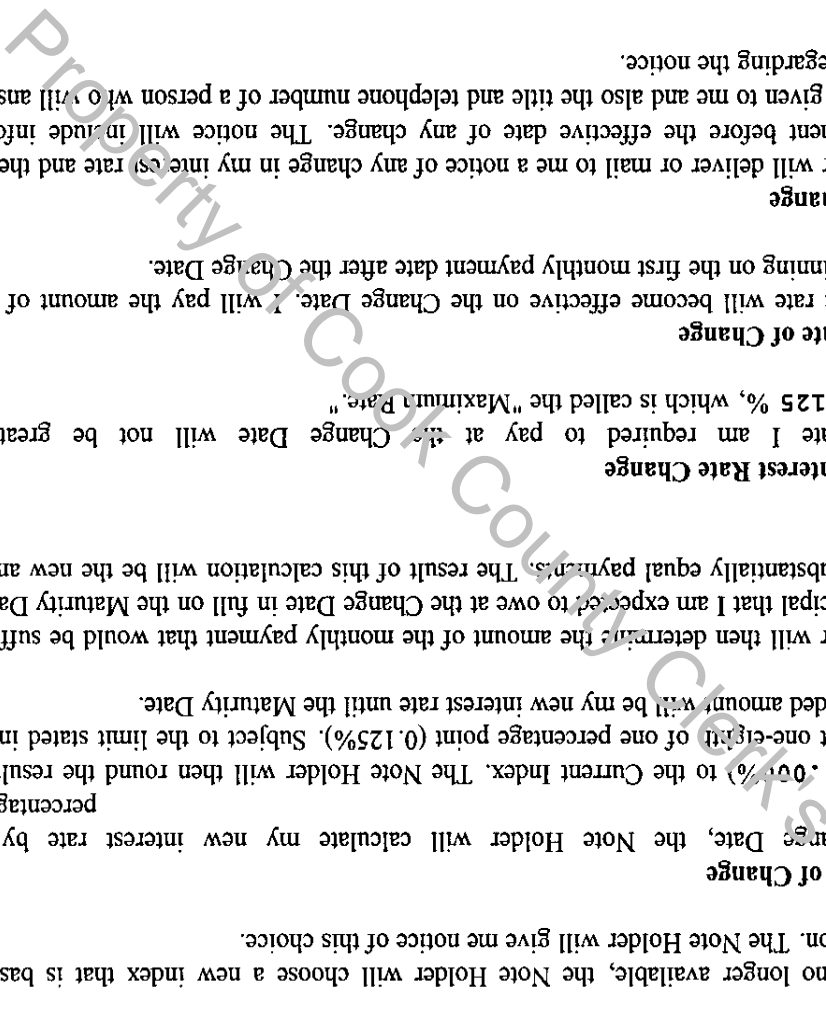 no longer available, the Note Holder will choose a new index that is bas
on. The Note Holder will give me notice of this choice.
of Change
ange Date, the Note Holder will calculate my new interest rate by
percentage
.000 %) to the Current Index. The Note Holder will then round the resul
t one-eighth of one percentage point (0.125%). Subject to the limit stated in
ded amount will be my new interest rate until the Maturity Date.
r will then determine the amount of the monthly payment that would be suffi
cipal that I am expected to owe at the Change Date in full on the Maturity Da
ubstantially equal payments. The result of this calculation will be the new am
nterest Rate Change
ate I am required to pay at the Change Date will not be great
125 %, which is called the "Maximum Rate."
te of Change
t rate will become effective on the Change Date. I will pay the amount of
inning on the first monthly payment date after the Change Date.
hange
r will deliver or mail to me a notice of any change in my interest rate and the
ment before the effective date of any change. The notice will include info
given to me and also the title and telephone number of a person who will ans
egarding the notice.
Property of Cook County Clerk's